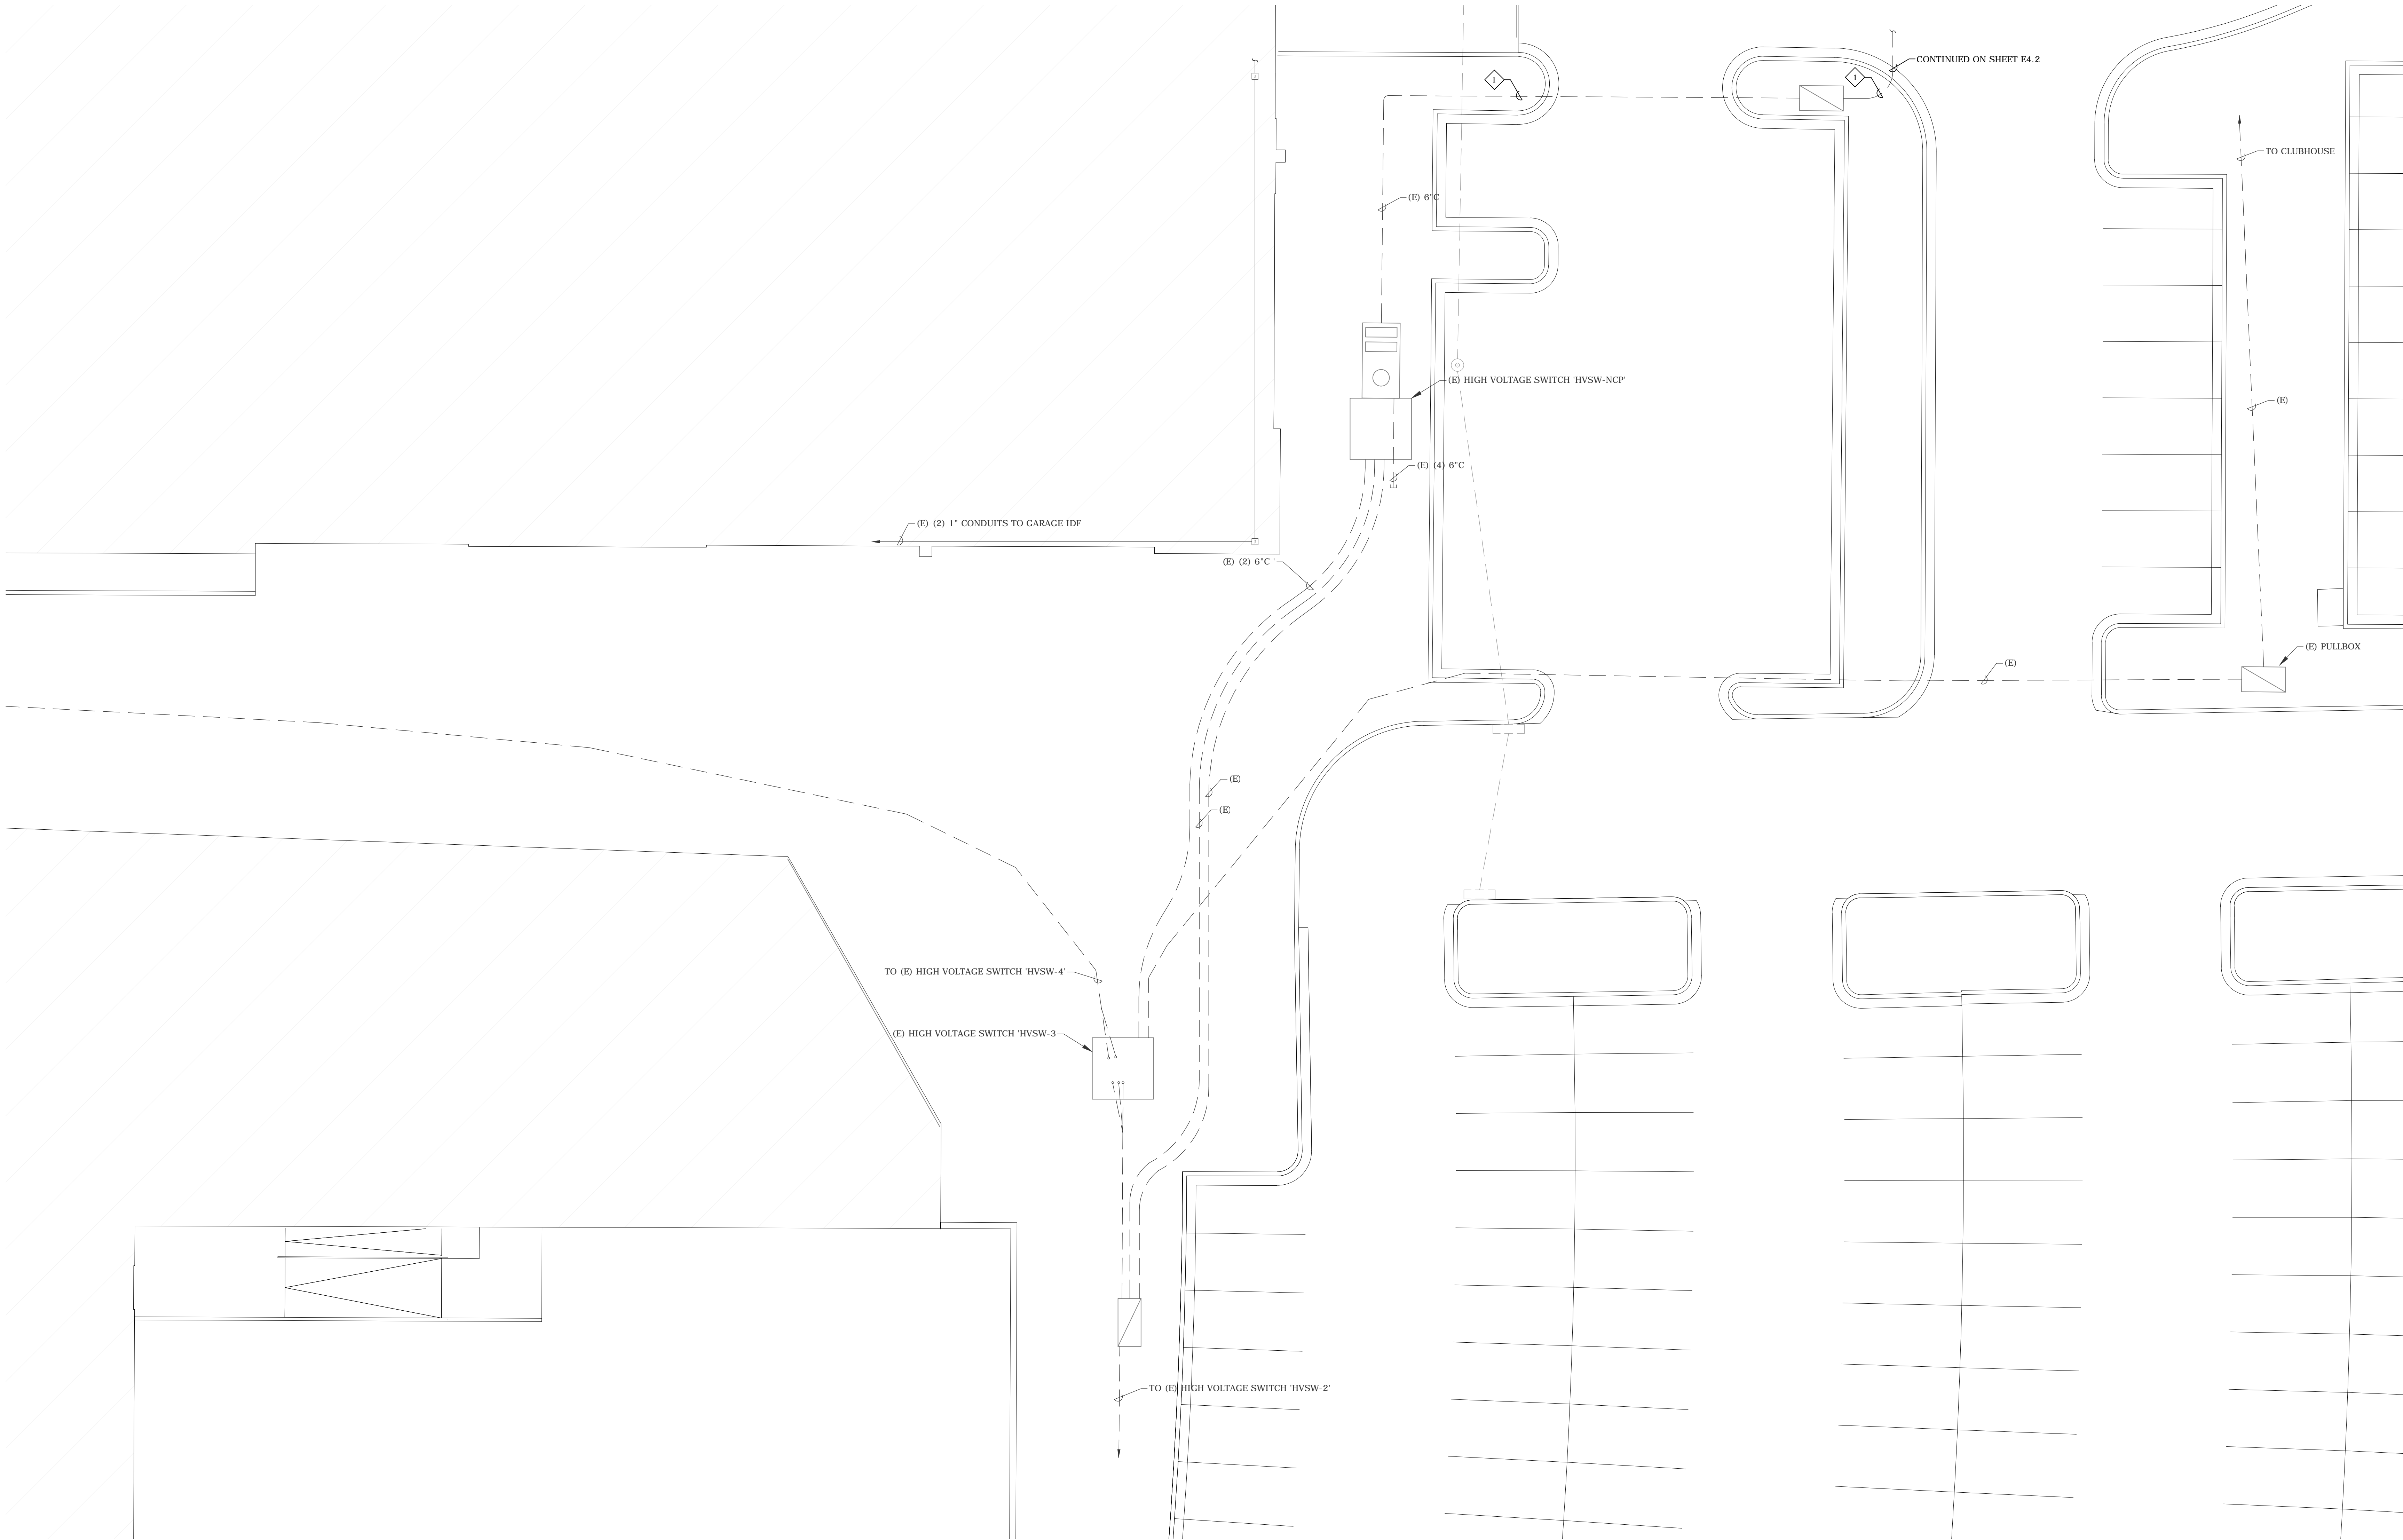 1
1
CONTINUED ON SHEET E4.2
TO CLUBHOUSE
(E) 6"C
(E) HIGH VOLTAGE SWITCH 'HVSW-NCP'
(E)
(E) (4) 6"C
(E) (2) 1" CONDUITS TO GARAGE IDF
(E) (2) 6"C '
(E) PULLBOX
(E)
(E)
(E)
TO (E) HIGH VOLTAGE SWITCH 'HVSW-4'
(E) HIGH VOLTAGE SWITCH 'HVSW-3
TO (E) HIGH VOLTAGE SWITCH 'HVSW-2'